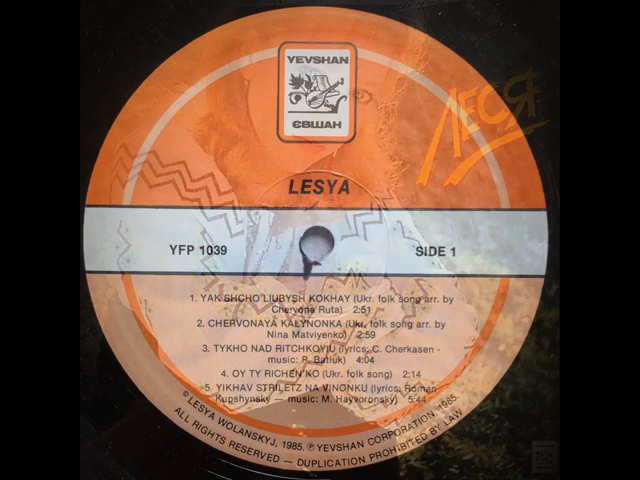 YEVSHAN
ЄВШАН
ЛЕСЯ
LESYA
YFP 1039
SIDE 1
1. YAK SHCHO LIUBYSH KOKHAY (Ukr. folk song arr. by
Chervona Ruta) 2:51
2. CHERVONAYA KALYNONKA (Ukr. folk song arr. by
Nina Matviyenko) 2:59
3. TYKHO NAD RITCHKOYIU (lyrics: C. Cherkasen -
music: P. Batiuk) 4:04
4. OY TY RICHEN'KO (Ukr. folk song) 2:14
5. YIKHAV STRILETZ NA VINONKU (lyrics: Roman
Kupshynsky — music: M. Hayvoronsky) 5:44
© LESYA WOLANSKYJ, 1985. ℗ YEVSHAN CORPORATION 1985
ALL RIGHTS RESERVED — DUPLICATION PROHIBITED BY LAW